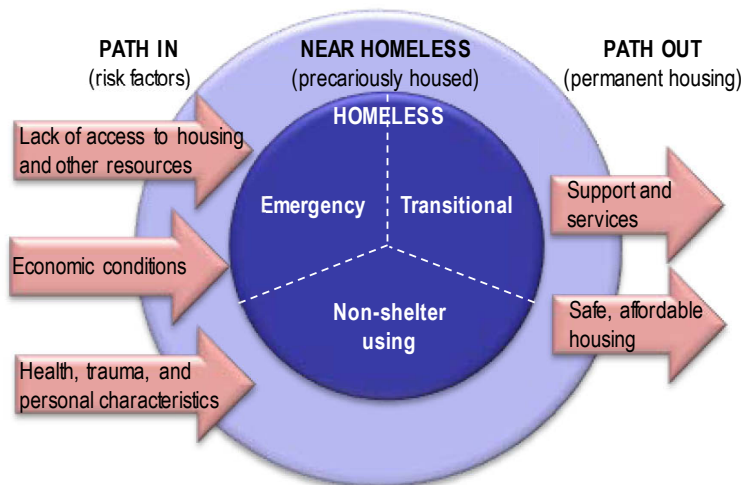 PATH IN
(risk factors)
NEAR HOMELESS
(precariously housed)
PATH OUT
(permanent housing)
HOMELESS
Lack of access to housing
and other resources
Economic conditions
Health, trauma, and
personal characteristics
Emergency
Transitional
Non-shelter
using
Support and
services
Safe, affordable
housing